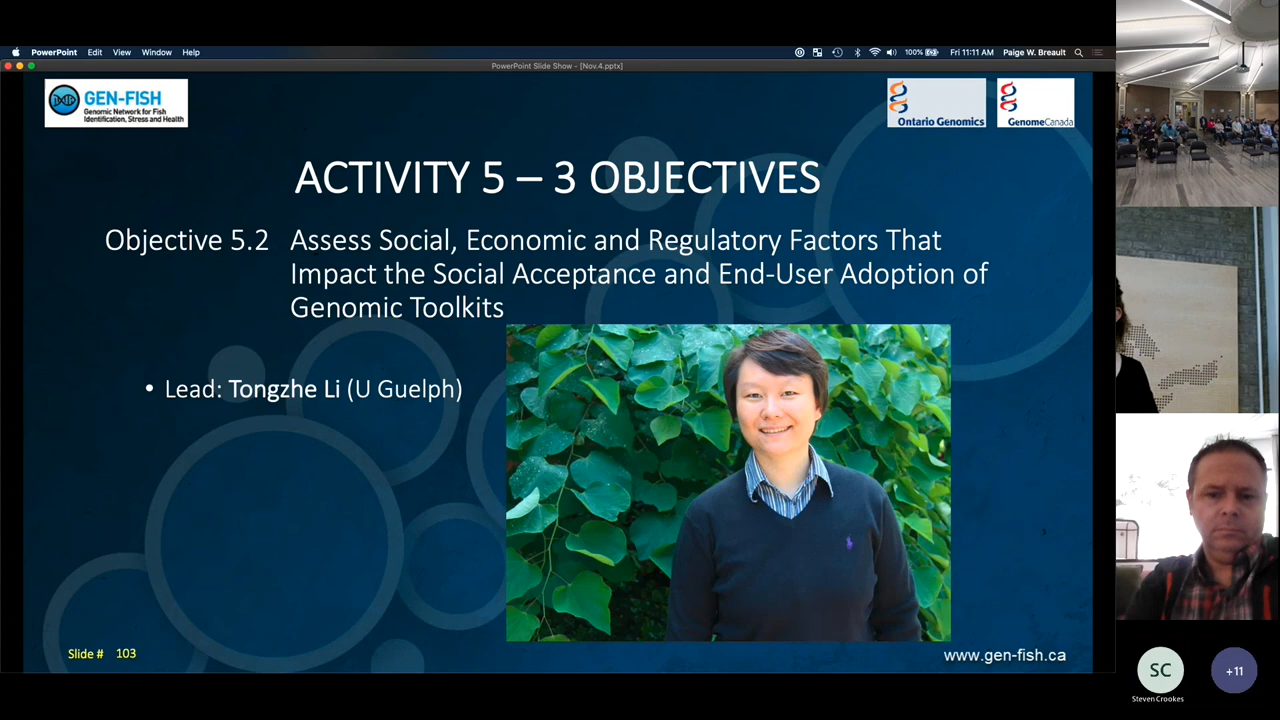 PowerPoint Edit View Window Help 100% Fri 11:11 AM Paige W. Breault
PowerPoint Slide Show - [Nov.4.pptx]
GEN-FISH
Genomic Network for Fish
Identification, Stress and Health
Ontario Genomics
GenomeCanada
ACTIVITY 5 – 3 OBJECTIVES
Objective 5.2 Assess Social, Economic and Regulatory Factors That
Impact the Social Acceptance and End-User Adoption of
Genomic Toolkits
• Lead: Tongzhe Li (U Guelph)
Slide # 103
www.gen-fish.ca
SC
+11
Steven Crookes